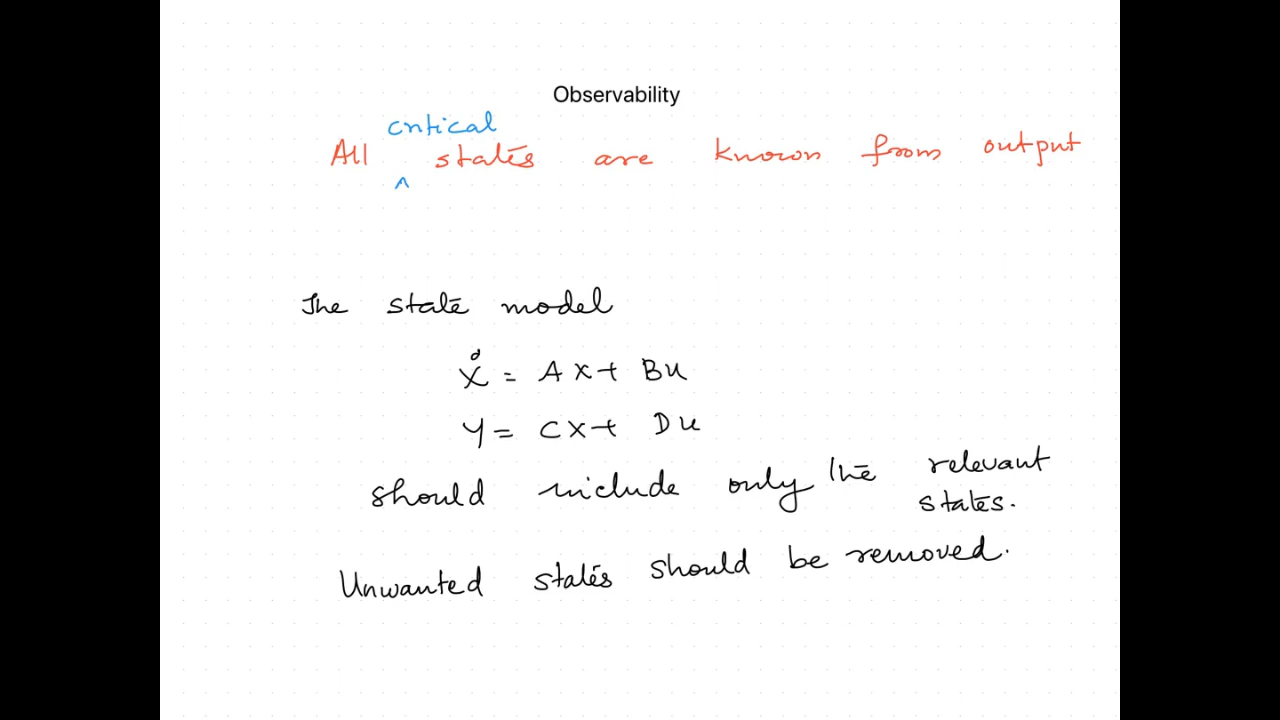 Observability
critical
All ^ states are known from output
The state model
Ẋ = AX + Bu
Y = CX + Du
should include only the relevant
states.
Unwanted states should be removed.